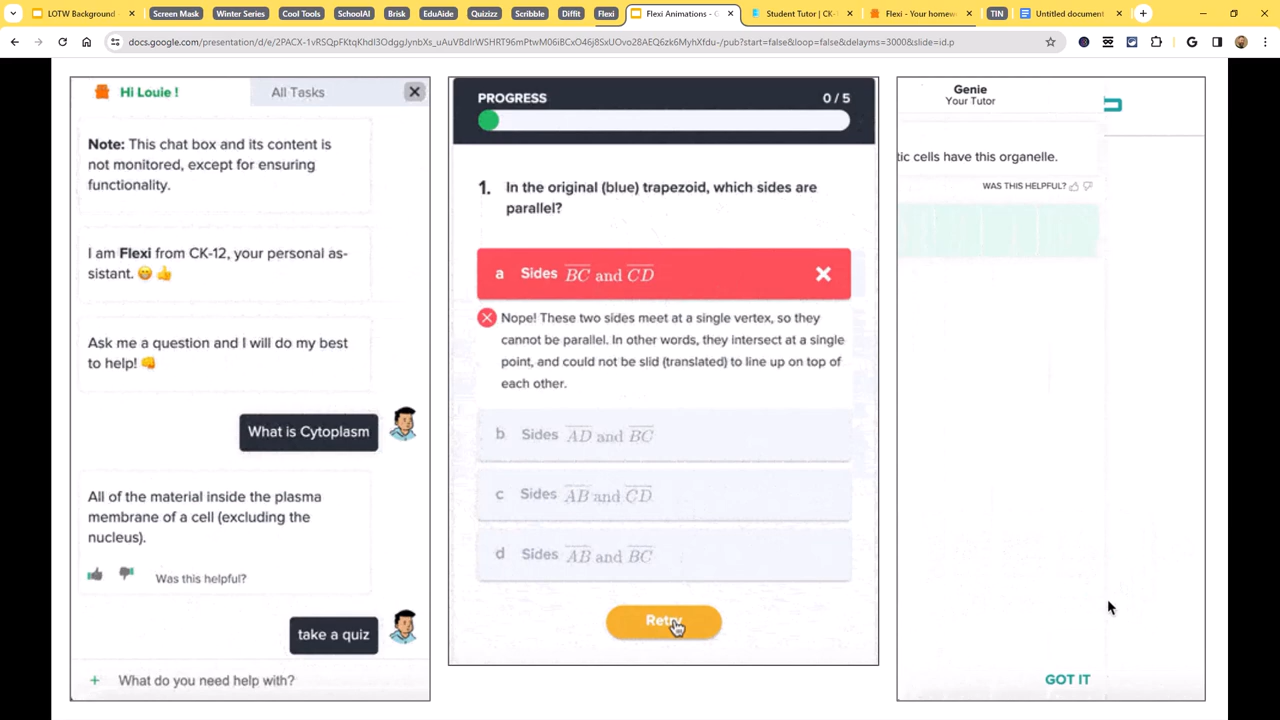 LOTW Background
Screen Mask
Winter Series
Cool Tools
SchoolAI
Brisk
EduAide
Quizizz
Scribble
Diffit
Flexi
Flexi Animations - G
Student Tutor | CK-1
Flexi - Your homew
TIN
Untitled document
docs.google.com/presentation/d/e/2PACX-1vRSQpFKtqKhdI3OdggJynbXs_uAuVBdIrWSHRT96mPtwM06iBCxO46j8SxUOvo28AEQ6zk6MyhXfdu-/pub?start=false&loop=false&delayms=3000&slide=id.p
Hi Louie !
All Tasks
Note: This chat box and its content is
not monitored, except for ensuring
functionality.
I am Flexi from CK-12, your personal as-
sistant. 😁 👍
Ask me a question and I will do my best
to help! 👊
What is Cytoplasm
All of the material inside the plasma
membrane of a cell (excluding the
nucleus).
Was this helpful?
take a quiz
+ What do you need help with?
PROGRESS 0 / 5
1. In the original (blue) trapezoid, which sides are
parallel?
a Sides BC and CD
Nope! These two sides meet at a single vertex, so they
cannot be parallel. In other words, they intersect at a single
point, and could not be slid (translated) to line up on top of
each other.
b Sides AD and BC
c Sides AB and CD
d Sides AB and BC
Retry
Genie
Your Tutor
tic cells have this organelle.
WAS THIS HELPFUL?
GOT IT